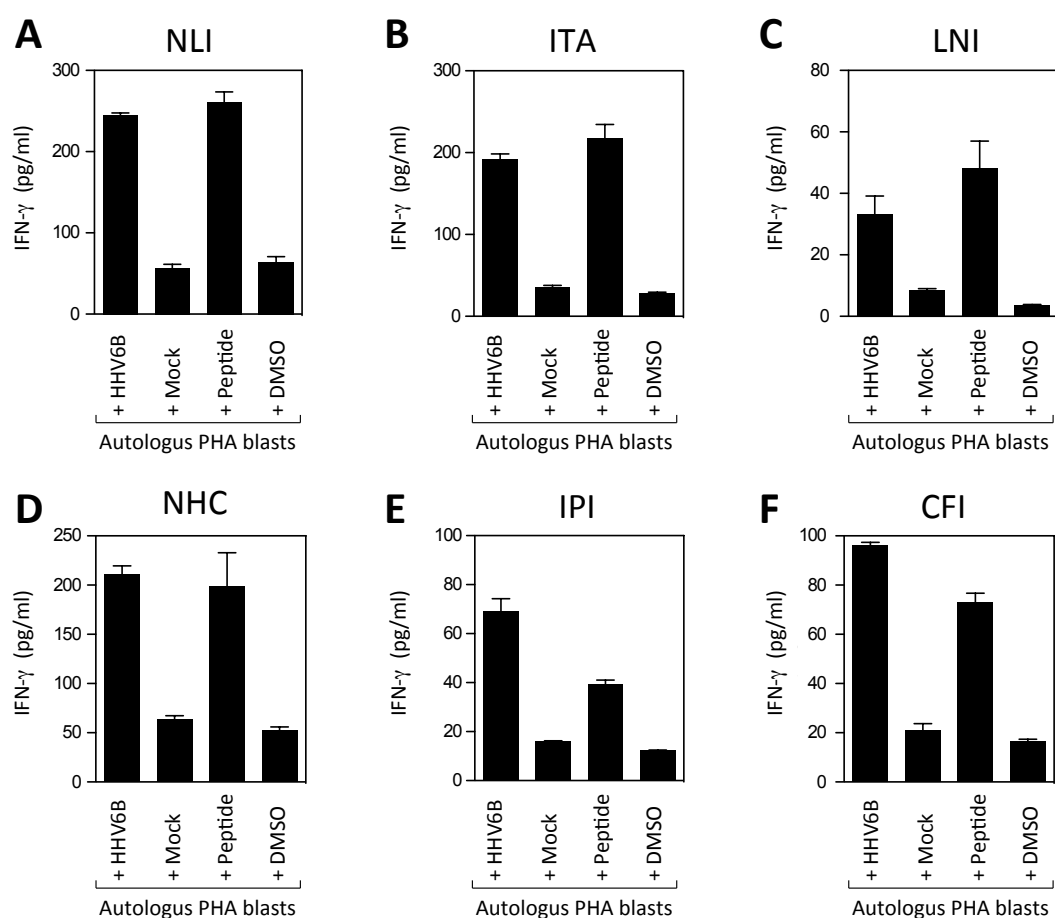 A
NLI
300
200
100
0
IFN-γ (pg/ml)
+ HHV6B
+ Mock
+ Peptide
+ DMSO
Autologus PHA blasts
B
ITA
300
200
100
0
IFN-γ (pg/ml)
+ HHV6B
+ Mock
+ Peptide
+ DMSO
Autologus PHA blasts
C
LNI
80
60
40
20
0
IFN-γ (pg/ml)
+ HHV6B
+ Mock
+ Peptide
+ DMSO
Autologus PHA blasts
D
NHC
250
200
150
100
50
0
IFN-γ (pg/ml)
+ HHV6B
+ Mock
+ Peptide
+ DMSO
Autologus PHA blasts
E
IPI
100
80
60
40
20
0
IFN-γ (pg/ml)
+ HHV6B
+ Mock
+ Peptide
+ DMSO
Autologus PHA blasts
F
CFI
100
80
60
40
20
0
IFN-γ (pg/ml)
+ HHV6B
+ Mock
+ Peptide
+ DMSO
Autologus PHA blasts